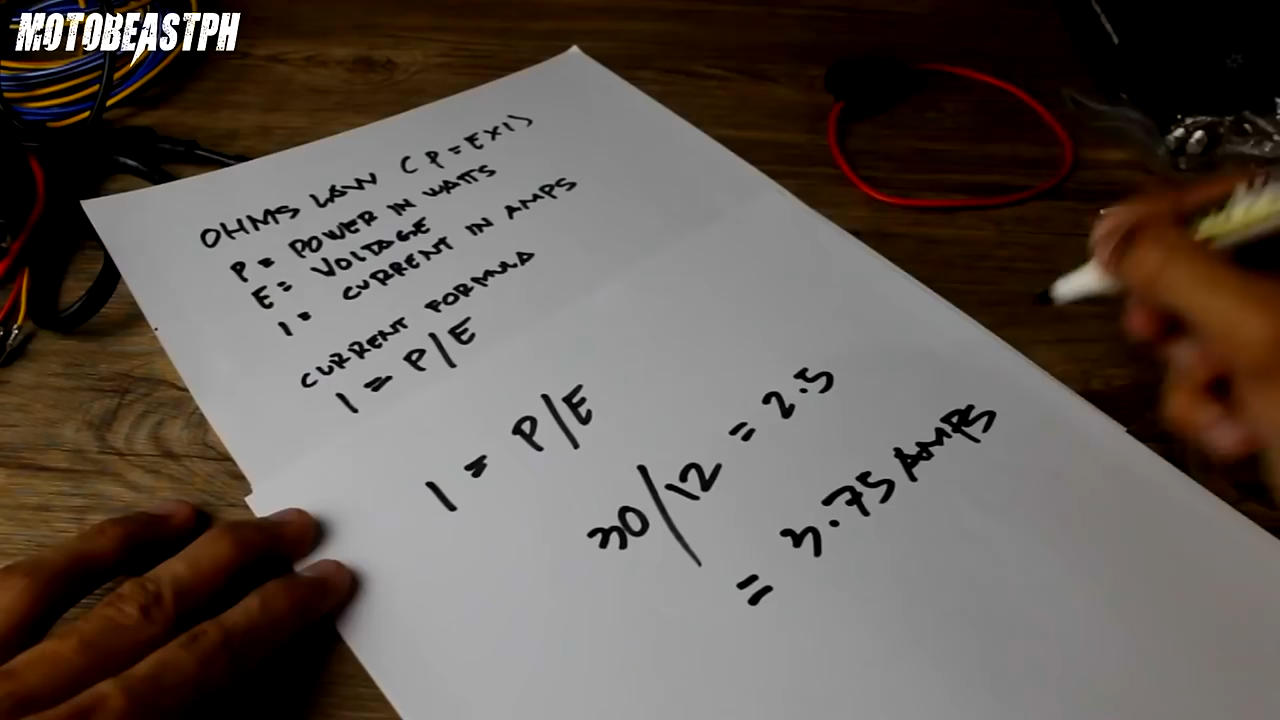 MOTOBEASTPH
OHMS LAW (P=EXI)
P= POWER IN WATTS
E= VOLTAGE
I= CURRENT IN AMPS
CURRENT FORMULA
I = P/E
I = P/E
30/12 = 2.5
= 3.75 AMPS